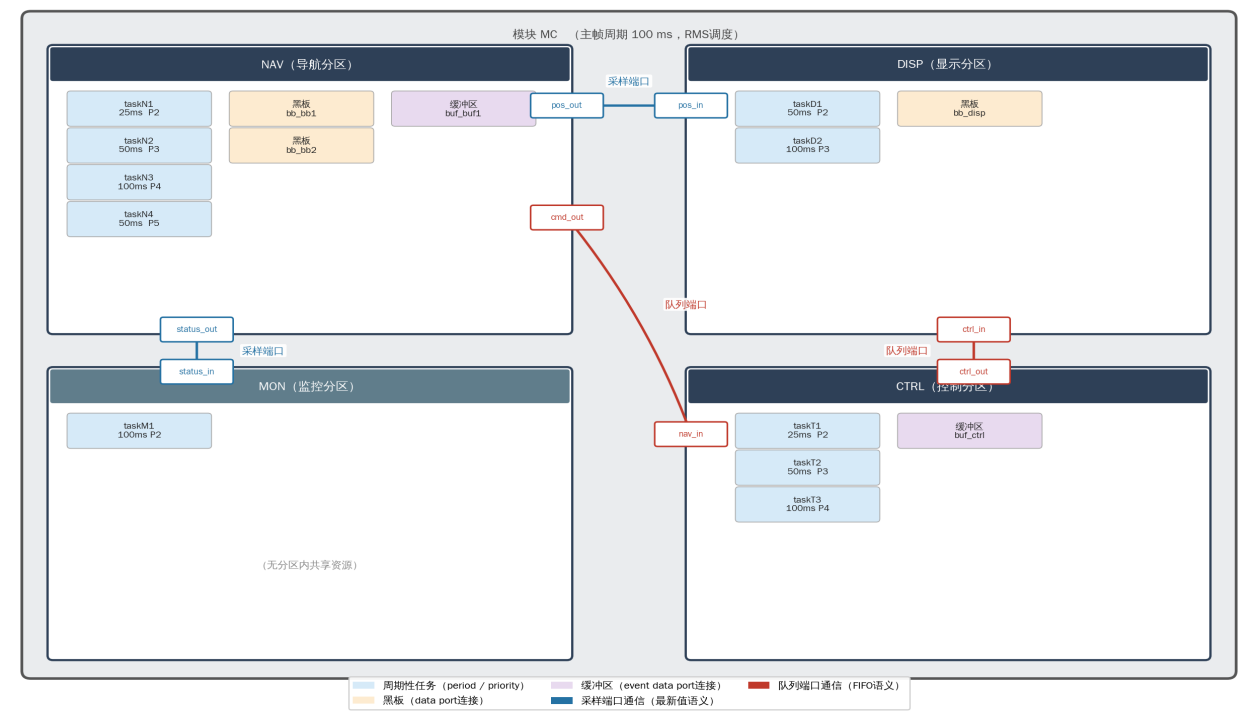 模块 MC （主帧周期 100 ms，RMS调度）
NAV（导航分区）
taskN1
25ms P2
taskN2
50ms P3
taskN3
100ms P4
taskN4
50ms P5
黑板
bb_bb1
黑板
bb_bb2
缓冲区
buf_buf1
pos_out
采样端口
pos_in
cmd_out
队列端口
DISP（显示分区）
taskD1
50ms P2
taskD2
100ms P3
黑板
bb_disp
status_out
采样端口
status_in
ctrl_in
队列端口
ctrl_out
MON（监控分区）
taskM1
100ms P2
（无分区内共享资源）
CTRL（控制分区）
nav_in
taskT1
25ms P2
taskT2
50ms P3
taskT3
100ms P4
缓冲区
buf_ctrl
周期性任务（period / priority）
黑板（data port连接）
缓冲区（event data port连接）
采样端口通信（最新值语义）
队列端口通信（FIFO语义）